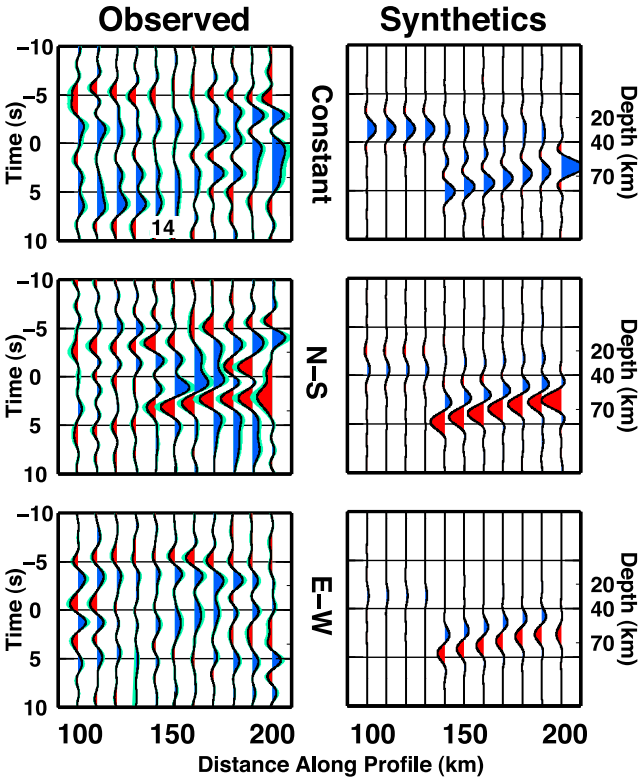 Observed Synthetics
−10
−5
0
5
10
Time (s)
14
Constant
20
40
70
Depth (km)
−10
−5
0
5
10
Time (s)
N−S
20
40
70
Depth (km)
−10
−5
0
5
10
Time (s)
E−W
20
40
70
Depth (km)
100 150 200 100 150 200
Distance Along Profile (km)